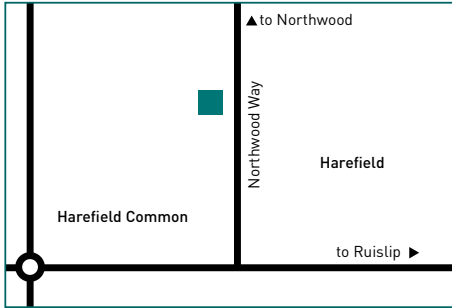 ▲ to Northwood
Northwood Way
Harefield
Harefield Common
to Ruislip ►